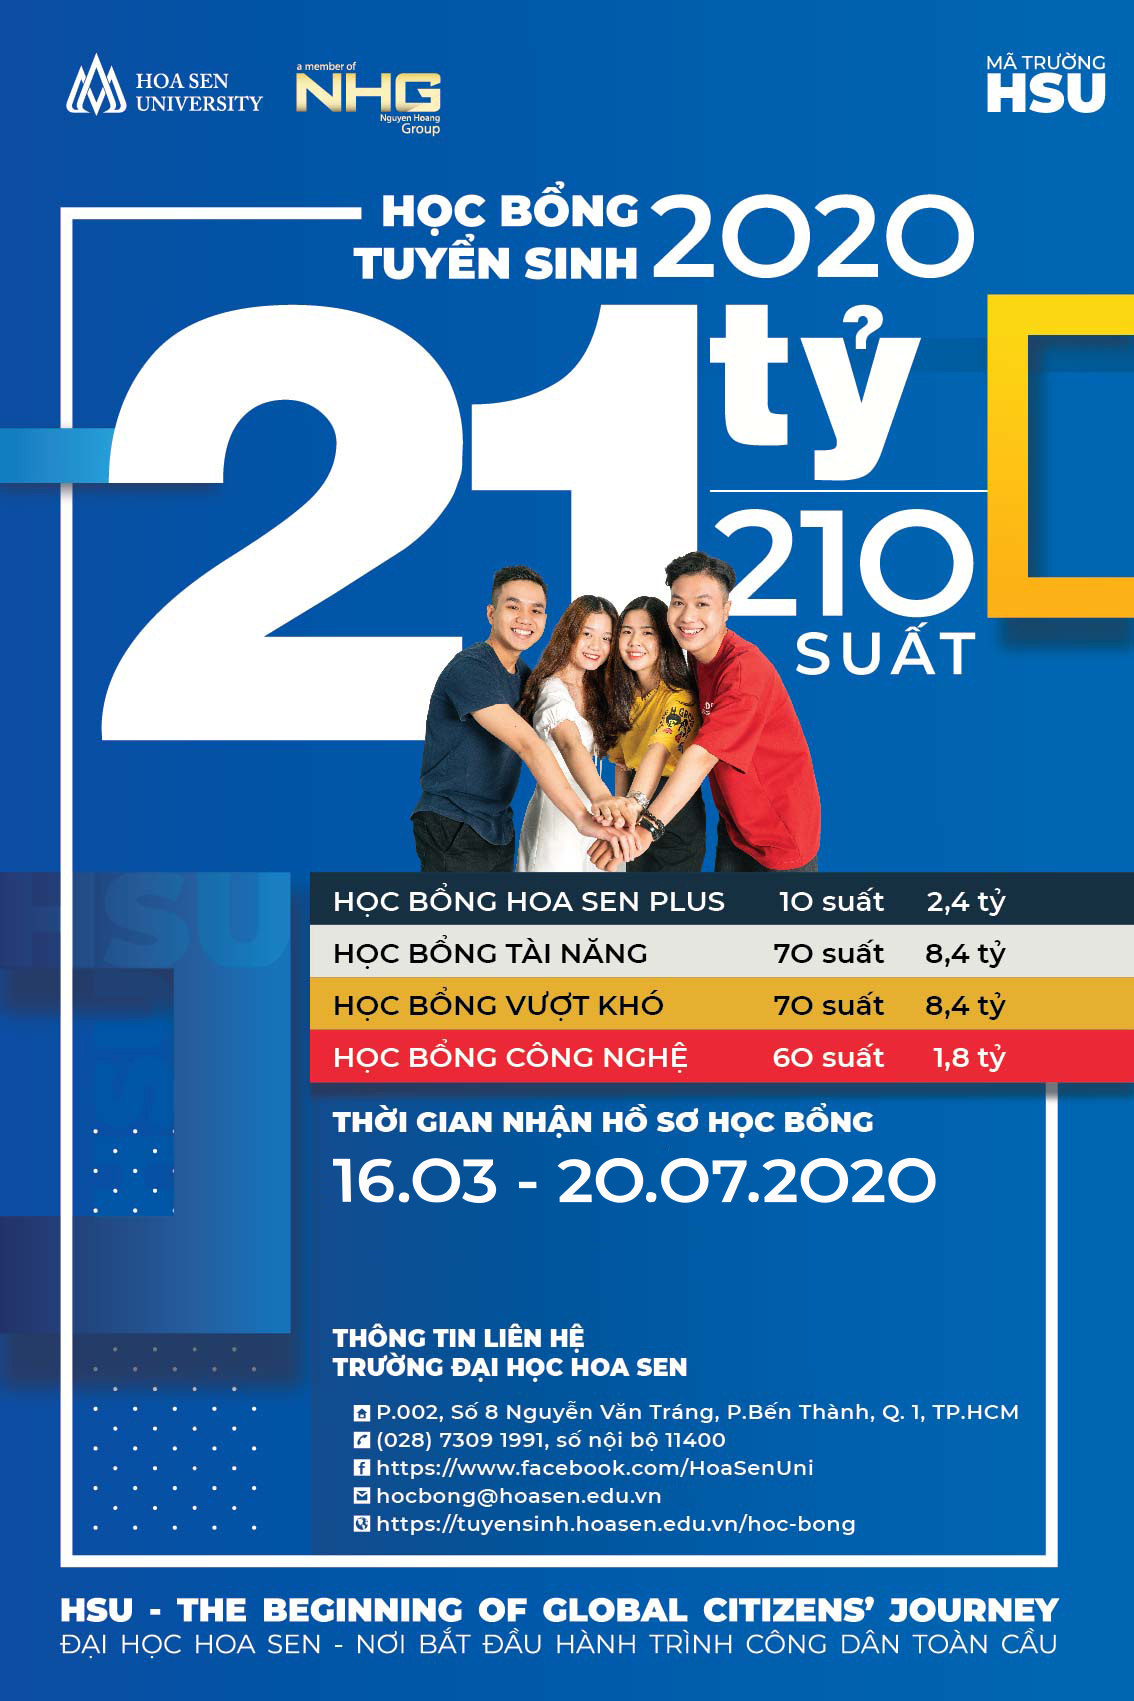 HOA SEN
UNIVERSITY
a member of
NHG
Nguyen Hoang
Group
MÃ TRƯỜNG
HSU
HỌC BỔNG
TUYỂN SINH 2020
21 tỷ
210
SUẤT
HSU
HỌC BỔNG HOA SEN PLUS 10 suất 2,4 tỷ
HỌC BỔNG TÀI NĂNG 70 suất 8,4 tỷ
HỌC BỔNG VƯỢT KHÓ 70 suất 8,4 tỷ
HỌC BỔNG CÔNG NGHỆ 60 suất 1,8 tỷ
THỜI GIAN NHẬN HỒ SƠ HỌC BỔNG
16.03 - 20.07.2020
THÔNG TIN LIÊN HỆ
TRƯỜNG ĐẠI HỌC HOA SEN
P.002, Số 8 Nguyễn Văn Tráng, P.Bến Thành, Q. 1, TP.HCM
(028) 7309 1991, số nội bộ 11400
https://www.facebook.com/HoaSenUni
hocbong@hoasen.edu.vn
https://tuyensinh.hoasen.edu.vn/hoc-bong
HSU - THE BEGINNING OF GLOBAL CITIZENS’ JOURNEY
ĐẠI HỌC HOA SEN - NƠI BẮT ĐẦU HÀNH TRÌNH CÔNG DÂN TOÀN CẦU